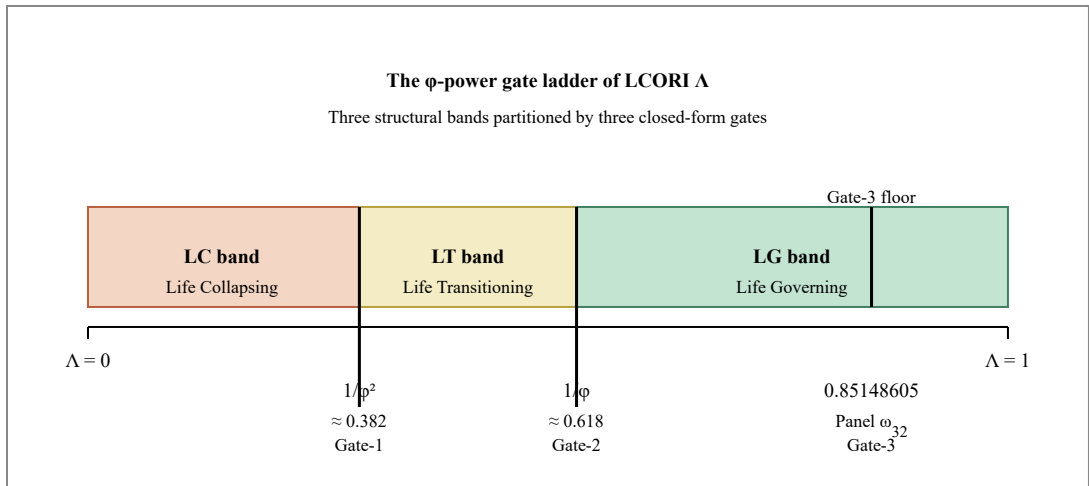 The φ-power gate ladder of LCORI Λ
Three structural bands partitioned by three closed-form gates
Gate-3 floor
LC band
Life Collapsing
LT band
Life Transitioning
LG band
Life Governing
Λ = 0
Λ = 1
1/φ²
≈ 0.382
Gate-1
1/φ
≈ 0.618
Gate-2
0.85148605
Panel ω₃₂
Gate-3